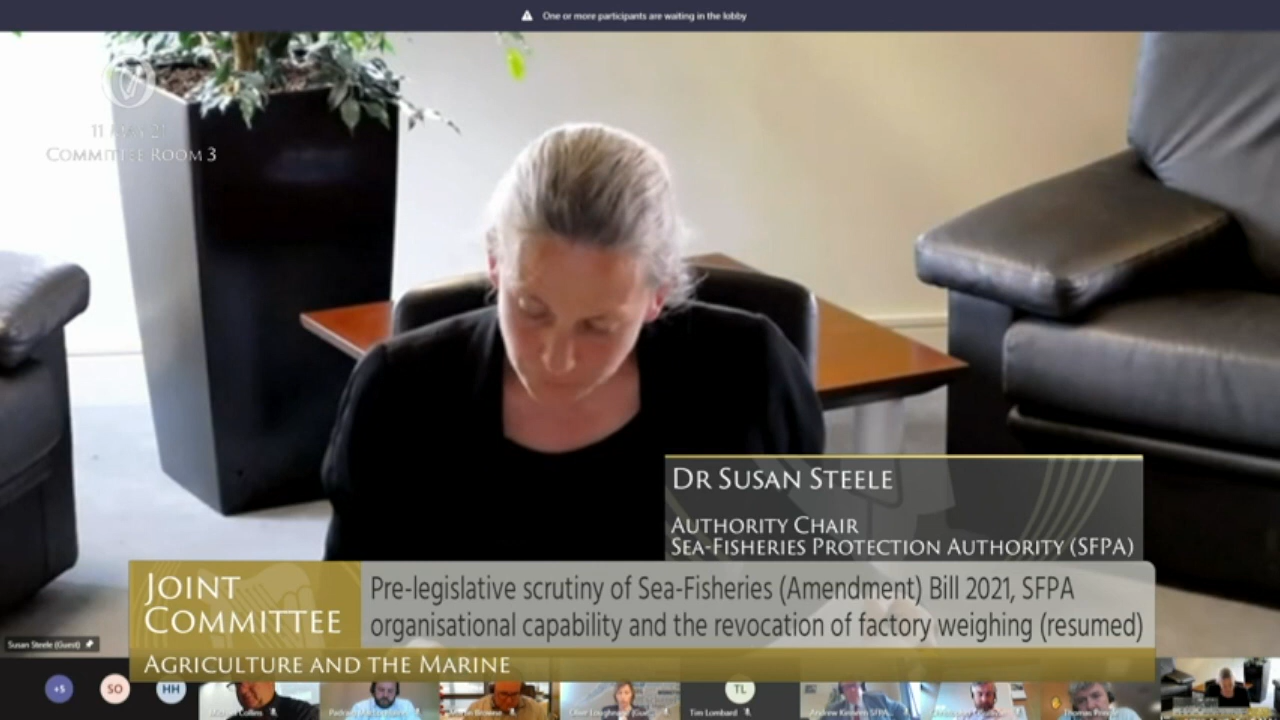 One or more participants are waiting in the lobby
COMMITTEE ROOM 3
DR SUSAN STEELE
AUTHORITY CHAIR
SEA-FISHERIES PROTECTION AUTHORITY (SFPA)
JOINT
COMMITTEE
Pre-legislative scrutiny of Sea-Fisheries (Amendment) Bill 2021, SFPA
organisational capability and the revocation of factory weighing (resumed)
Susan Steele (Guest)
AGRICULTURE AND THE MARINE
+5
SO
HH
TL
Tim Lombard